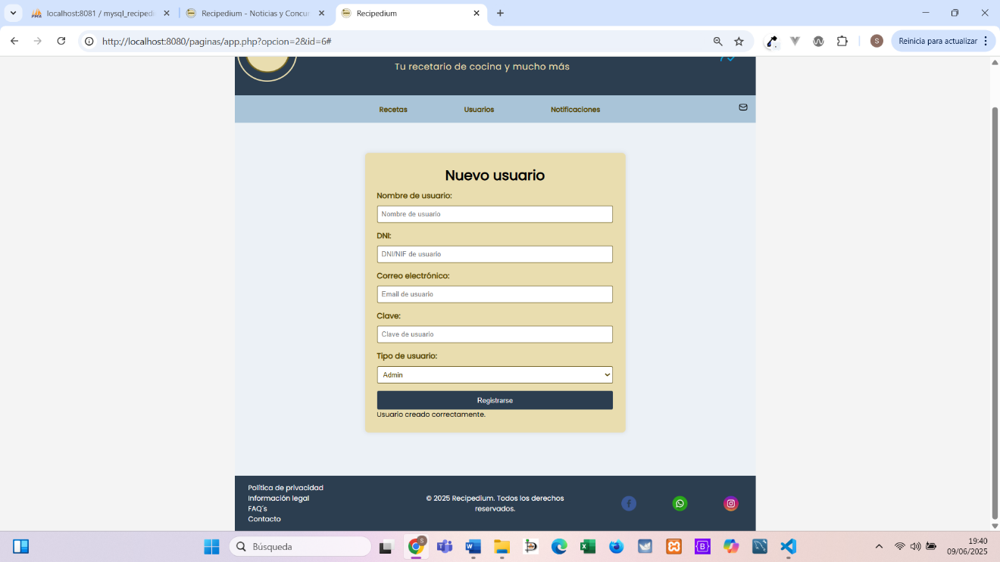 localhost:8081 / mysql_recipedi
Recipedium - Noticias y Concur
Recipedium
http://localhost:8080/paginas/app.php?opcion=2&id=6#
S
Reinicia para actualizar
Tu recetario de cocina y mucho más
Recetas
Usuarios
Notificaciones
Nuevo usuario
Nombre de usuario:
Nombre de usuario
DNI:
DNI/NIF de usuario
Correo electrónico:
Email de usuario
Clave:
Clave de usuario
Tipo de usuario:
Admin
Registrarse
Usuario creado correctamente.
Política de privacidad
Información legal
FAQ´s
Contacto
© 2025 Recipedium. Todos los derechos
reservados.
Búsqueda
19:40
09/06/2025